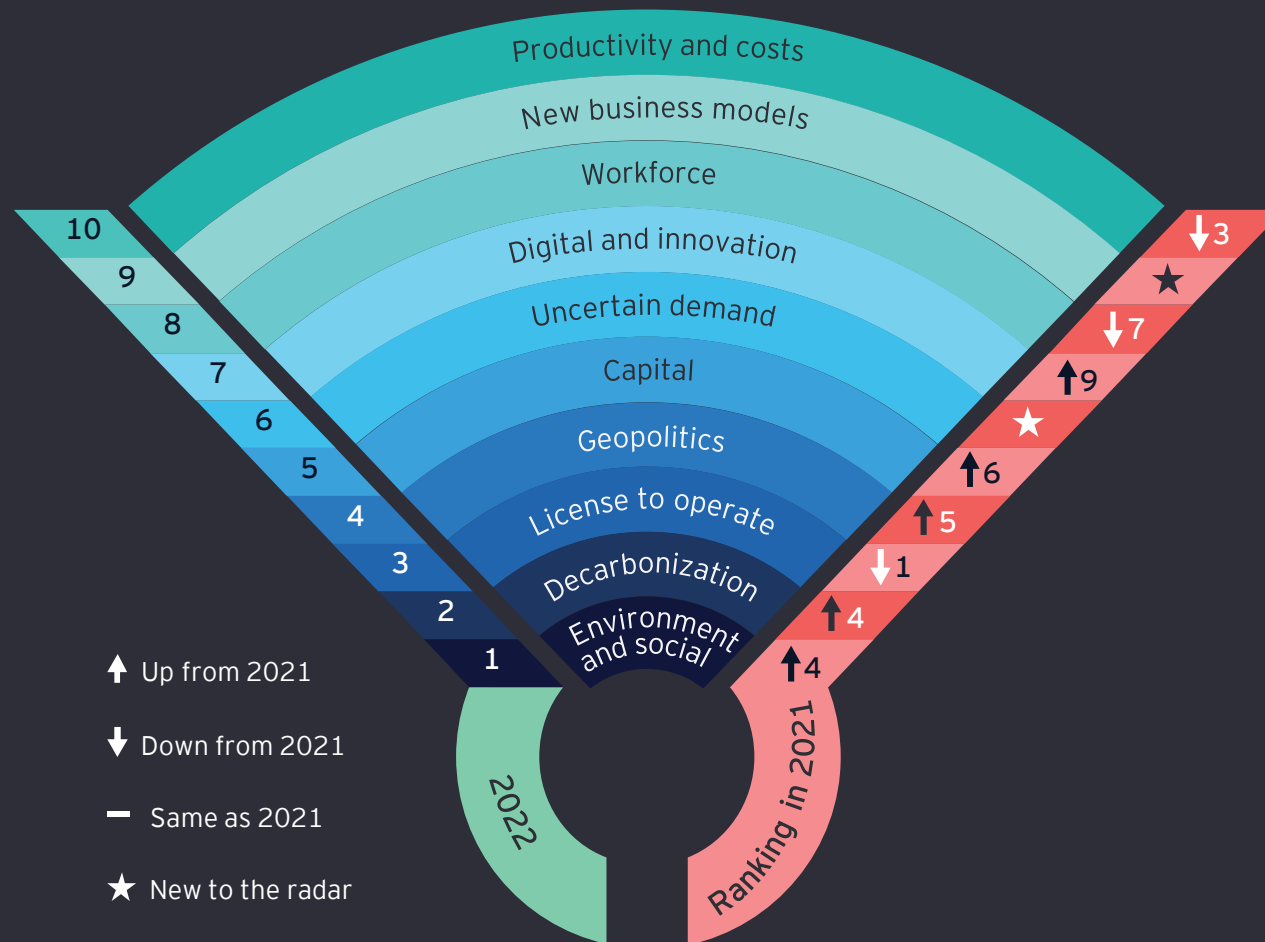 Productivity and costs
New business models
Workforce
Digital and innovation
Uncertain demand
Capital
Geopolitics
License to operate
Decarbonization
Environment
and social
10
9
8
7
6
5
4
3
2
1
2022
3
7
9
6
5
1
4
4
Ranking in 2021
Up from 2021
Down from 2021
Same as 2021
New to the radar